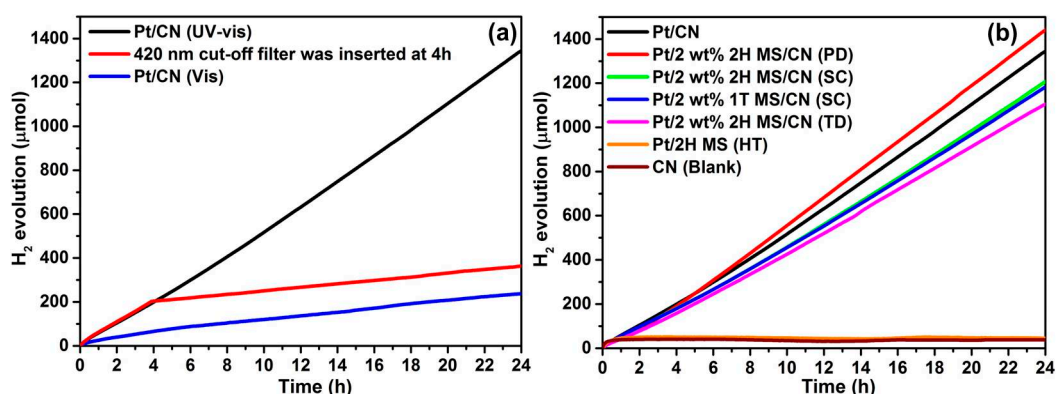 (a)
Pt/CN (UV-vis)
420 nm cut-off filter was inserted at 4h
Pt/CN (Vis)
H2 evolution (μmol)
1400
1200
1000
800
600
400
200
0
0 2 4 6 8 10 12 14 16 18 20 22 24
Time (h)
(b)
Pt/CN
Pt/2 wt% 2H MS/CN (PD)
Pt/2 wt% 2H MS/CN (SC)
Pt/2 wt% 1T MS/CN (SC)
Pt/2 wt% 2H MS/CN (TD)
Pt/2H MS (HT)
CN (Blank)
H2 evolution (μmol)
1400
1200
1000
800
600
400
200
0
0 2 4 6 8 10 12 14 16 18 20 22 24
Time (h)